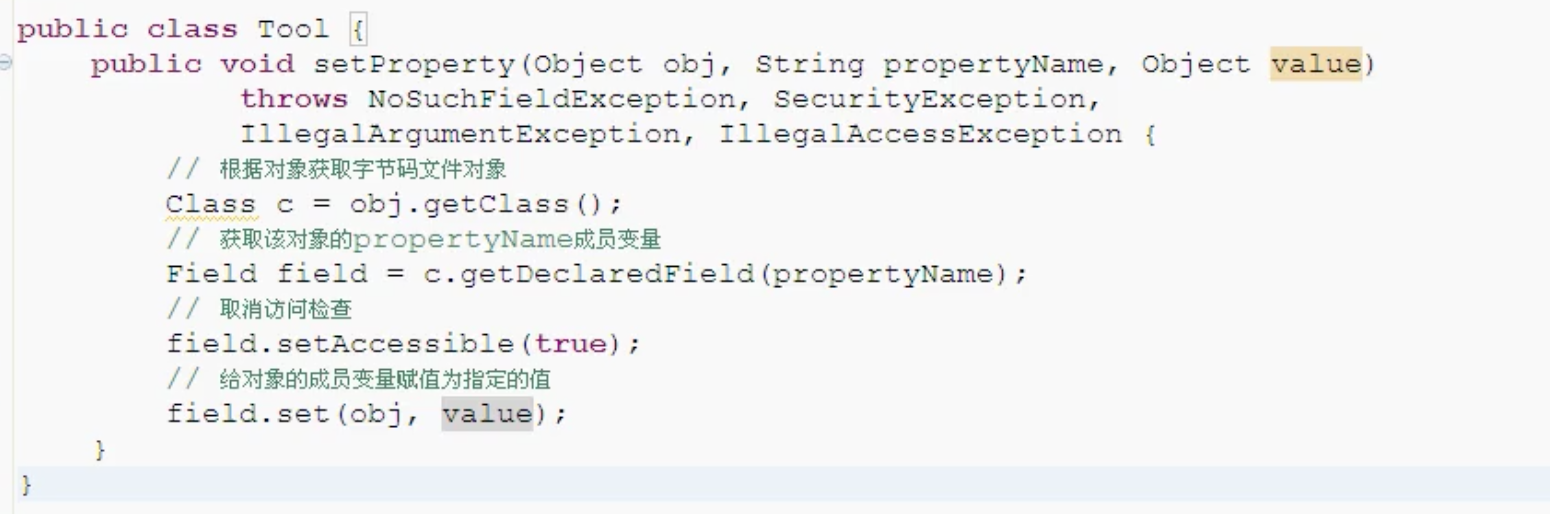 public class Tool {
public void setProperty(Object obj, String propertyName, Object value)
throws NoSuchFieldException, SecurityException,
IllegalArgumentException, IllegalAccessException {
// 根据对象获取字节码文件对象
Class c = obj.getClass();
// 获取该对象的propertyName成员变量
Field field = c.getDeclaredField(propertyName);
// 取消访问检查
field.setAccessible(true);
// 给对象的成员变量赋值为指定的值
field.set(obj, value);
}
}